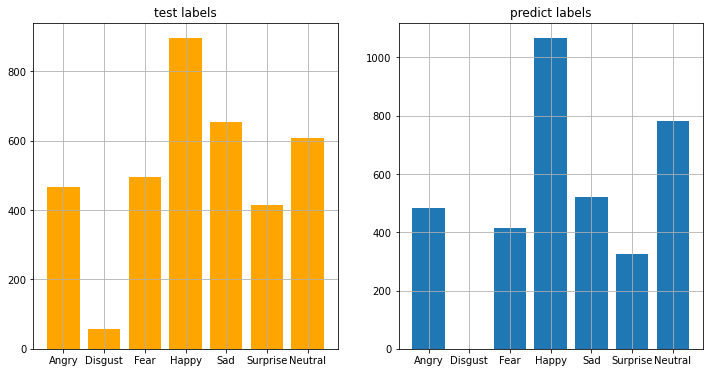 test labels
800
600
400
200
0
Angry Disgust Fear Happy Sad Surprise Neutral
predict labels
1000
800
600
400
200
0
Angry Disgust Fear Happy Sad Surprise Neutral